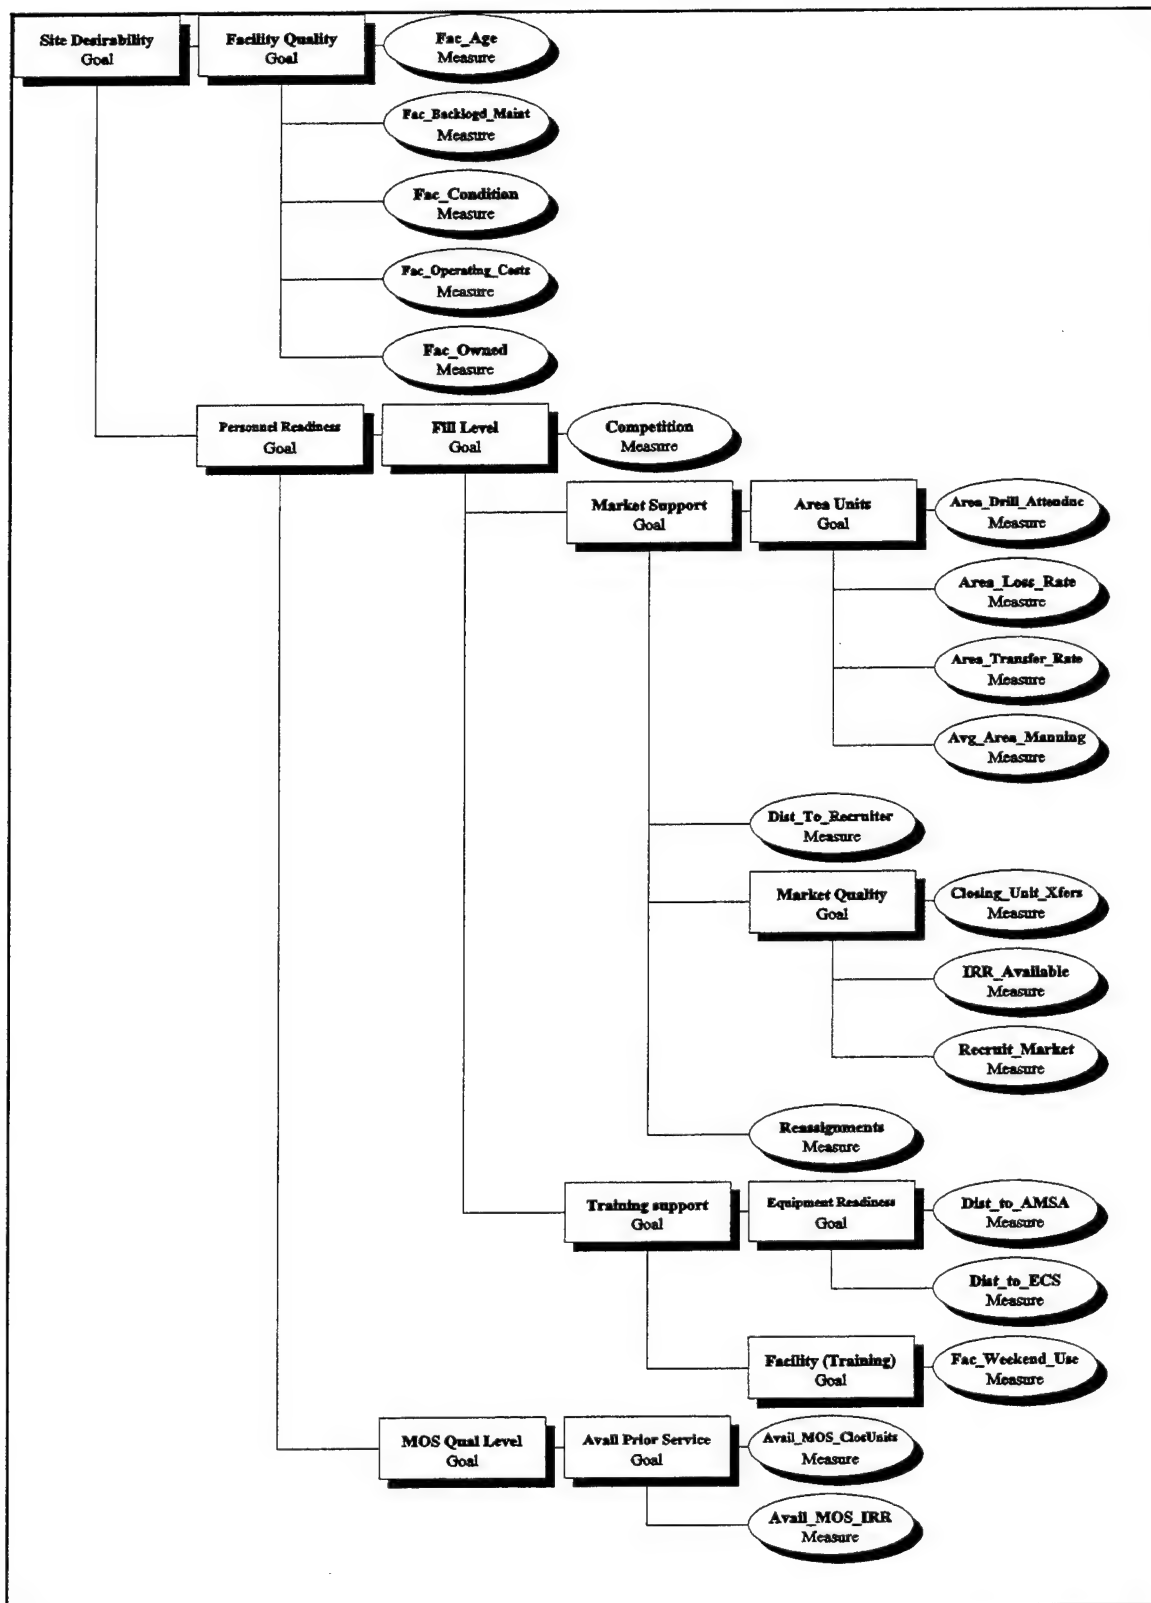 Site Desirability
Goal
Facility Quality
Goal
Fac_Age
Measure
Fac_Backlogd_Maint
Measure
Fac_Condition
Measure
Fac_Operating_Costs
Measure
Fac_Owned
Measure
Personnel Readiness
Goal
Fill Level
Goal
Competition
Measure
Market Support
Goal
Area Units
Goal
Area_Drill_Attendnc
Measure
Area_Loss_Rate
Measure
Area_Transfer_Rate
Measure
Avg_Area_Manning
Measure
Dist_To_Recruiter
Measure
Market Quality
Goal
Closing_Unit_Xfers
Measure
IRR_Available
Measure
Recruit_Market
Measure
Reassignments
Measure
Training support
Goal
Equipment Readiness
Goal
Dist_to_AMSA
Measure
Dist_to_ECS
Measure
Facility (Training)
Goal
Fac_Weekend_Use
Measure
MOS Qual Level
Goal
Avail Prior Service
Goal
Avail_MOS_ClosUnits
Measure
Avail_MOS_IRR
Measure